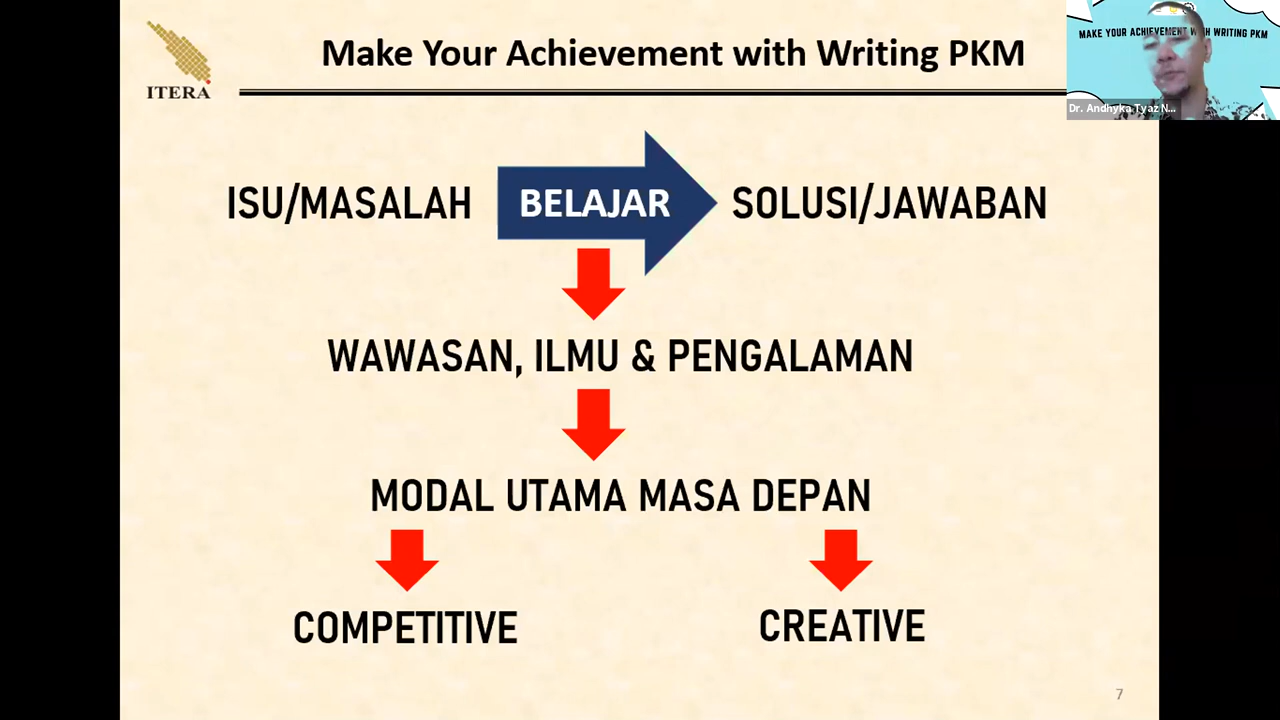 ITERA
Make Your Achievement with Writing PKM
MAKE YOUR ACHIEVEMENT WITH WRITING PKM
Dr. Andhyka Tyaz N...
ISU/MASALAH
BELAJAR
SOLUSI/JAWABAN
WAWASAN, ILMU & PENGALAMAN
MODAL UTAMA MASA DEPAN
COMPETITIVE
CREATIVE
7